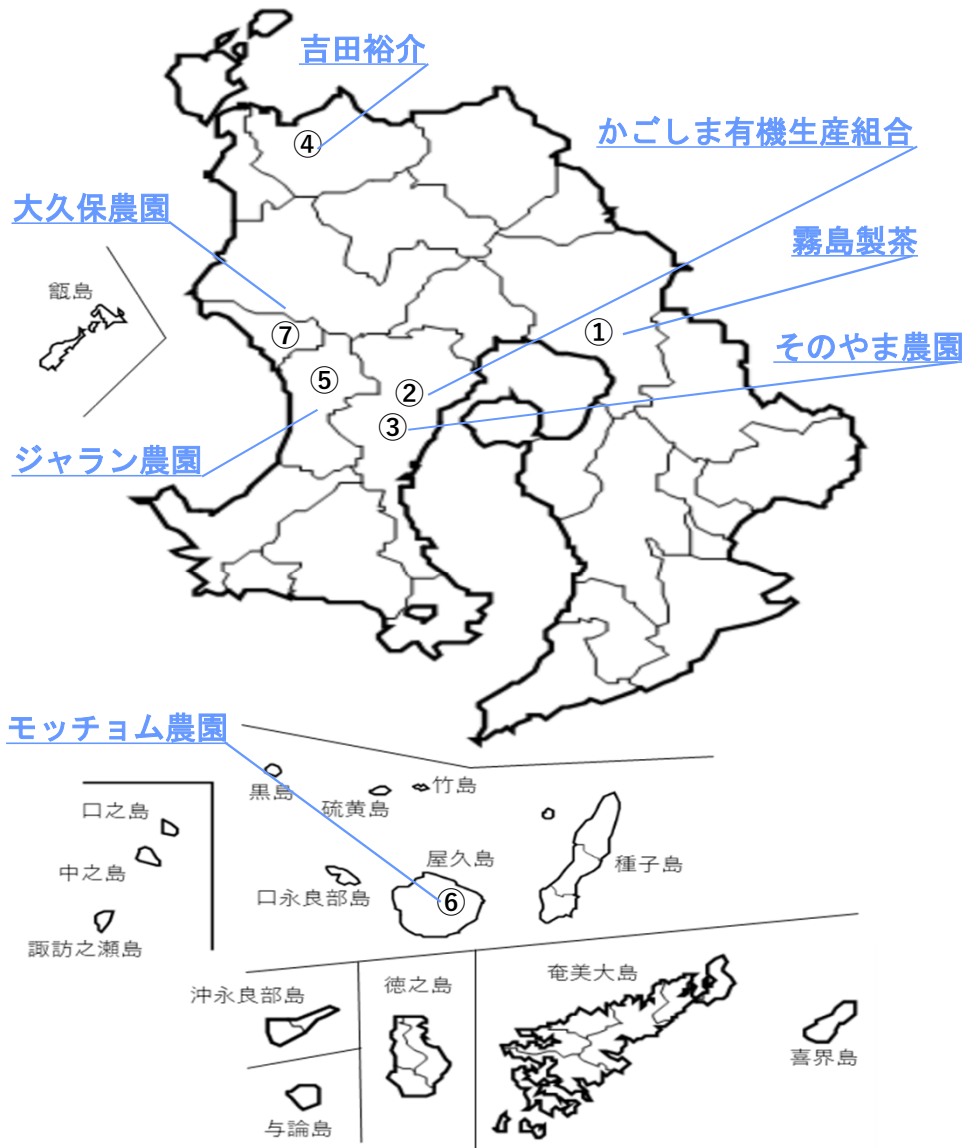 吉田裕介
④
かごしま有機生産組合
大久保農園
霧島製茶
甑島
①
⑦
そのやま農園
⑤
②
③
ジャラン農園
モッチョム農園
黒島
硫黄島
竹島
口之島
中之島
諏訪之瀬島
口永良部島
屋久島
⑥
種子島
沖永良部島
徳之島
奄美大島
喜界島
与論島